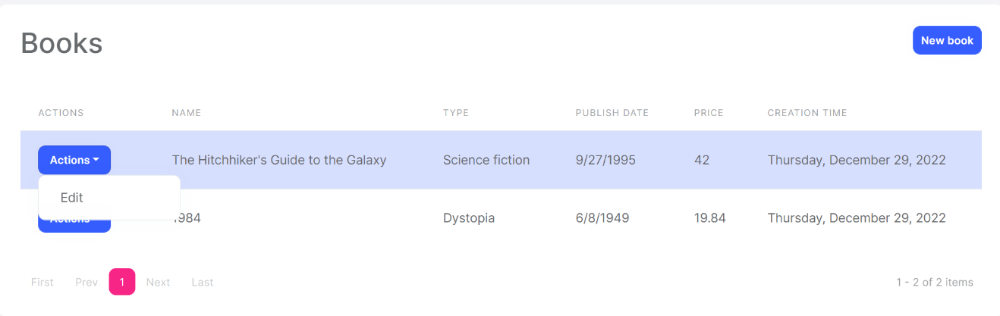 Books
New book
ACTIONS NAME TYPE PUBLISH DATE PRICE CREATION TIME
Actions The Hitchhiker's Guide to the Galaxy Science fiction 9/27/1995 42 Thursday, December 29, 2022
Edit
Actions 1984 Dystopia 6/8/1949 19.84 Thursday, December 29, 2022
First Prev 1 Next Last 1 - 2 of 2 items